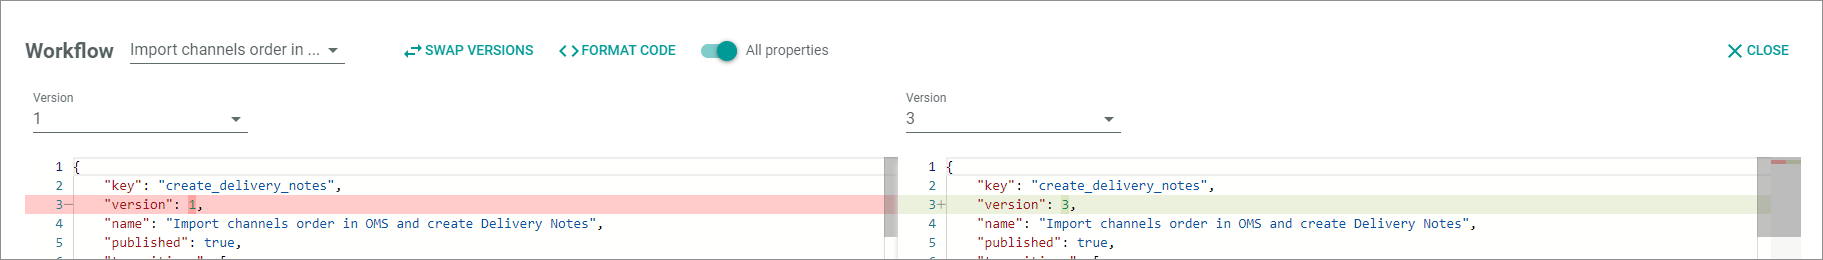 Workflow Import channels order in ... SWAP VERSIONS <>FORMAT CODE All properties CLOSE
Version
1
Version
3
1 {
2 "key": "create_delivery_notes",
3- "version": 1,
4 "name": "Import channels order in OMS and create Delivery Notes",
5 "published": true,
1 {
2 "key": "create_delivery_notes",
3+ "version": 3,
4 "name": "Import channels order in OMS and create Delivery Notes",
5 "published": true,